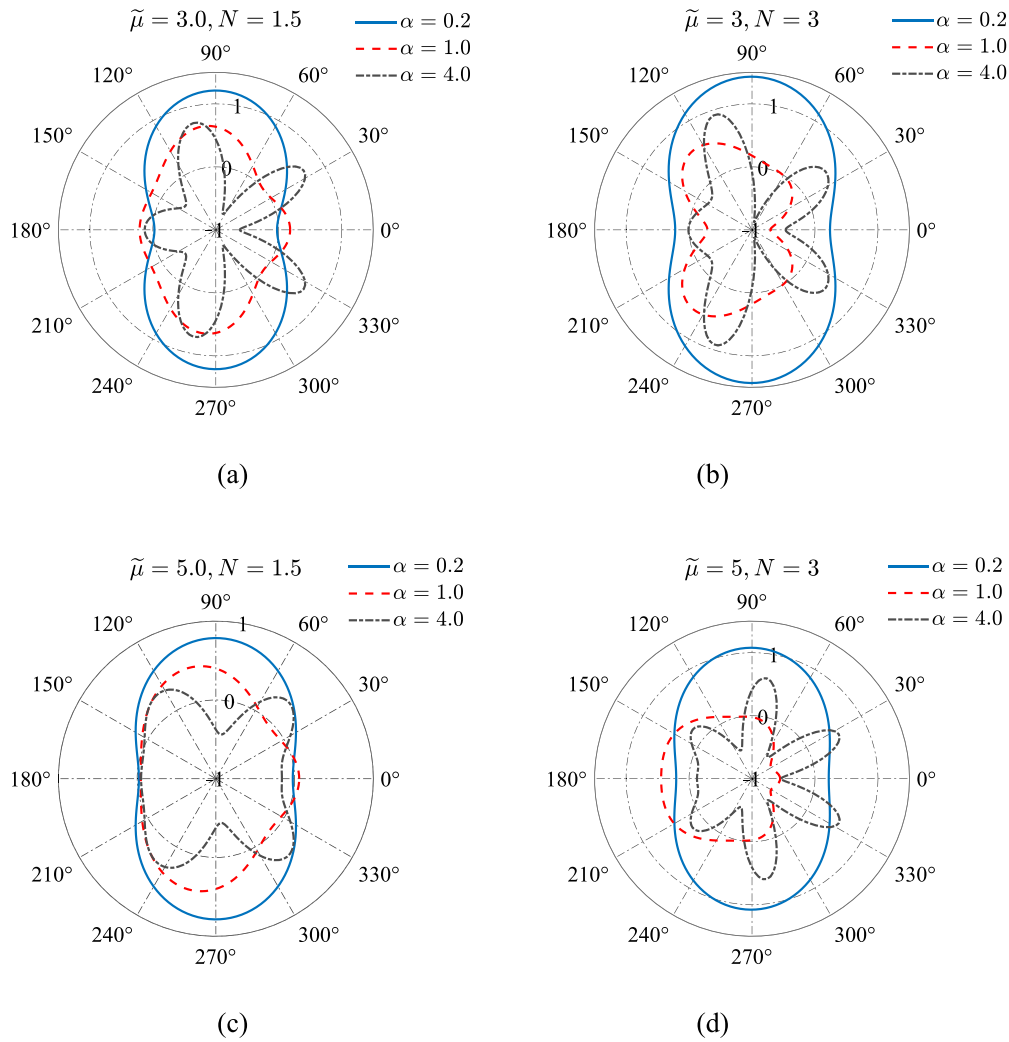 μ̃ = 3.0, N = 1.5
α = 0.2
α = 1.0
α = 4.0
90°
120° 60°
150° 30°
180° 0°
210° 330°
240° 300°
270°
1
0
-1
(a)
μ̃ = 3, N = 3
α = 0.2
α = 1.0
α = 4.0
90°
120° 60°
150° 30°
180° 0°
210° 330°
240° 300°
270°
1
0
-1
(b)
μ̃ = 5.0, N = 1.5
α = 0.2
α = 1.0
α = 4.0
90°
120° 60°
150° 30°
180° 0°
210° 330°
240° 300°
270°
1
0
-1
(c)
μ̃ = 5, N = 3
α = 0.2
α = 1.0
α = 4.0
90°
120° 60°
150° 30°
180° 0°
210° 330°
240° 300°
270°
1
0
-1
(d)